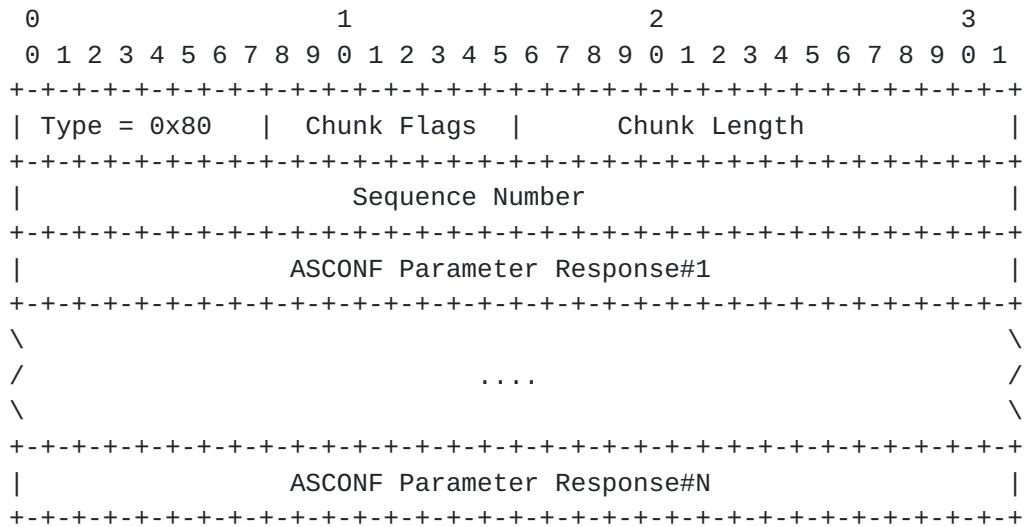 0                   1                   2                   3
 0 1 2 3 4 5 6 7 8 9 0 1 2 3 4 5 6 7 8 9 0 1 2 3 4 5 6 7 8 9 0 1
+-+-+-+-+-+-+-+-+-+-+-+-+-+-+-+-+-+-+-+-+-+-+-+-+-+-+-+-+-+-+-+-+
| Type = 0x80   |  Chunk Flags  |      Chunk Length             |
+-+-+-+-+-+-+-+-+-+-+-+-+-+-+-+-+-+-+-+-+-+-+-+-+-+-+-+-+-+-+-+-+
|                     Sequence Number                           |
+-+-+-+-+-+-+-+-+-+-+-+-+-+-+-+-+-+-+-+-+-+-+-+-+-+-+-+-+-+-+-+-+
|                 ASCONF Parameter Response#1                   |
+-+-+-+-+-+-+-+-+-+-+-+-+-+-+-+-+-+-+-+-+-+-+-+-+-+-+-+-+-+-+-+-+
\                                                               \
/                             ....                              /
\                                                               \
+-+-+-+-+-+-+-+-+-+-+-+-+-+-+-+-+-+-+-+-+-+-+-+-+-+-+-+-+-+-+-+-+
|                 ASCONF Parameter Response#N                   |
+-+-+-+-+-+-+-+-+-+-+-+-+-+-+-+-+-+-+-+-+-+-+-+-+-+-+-+-+-+-+-+-+